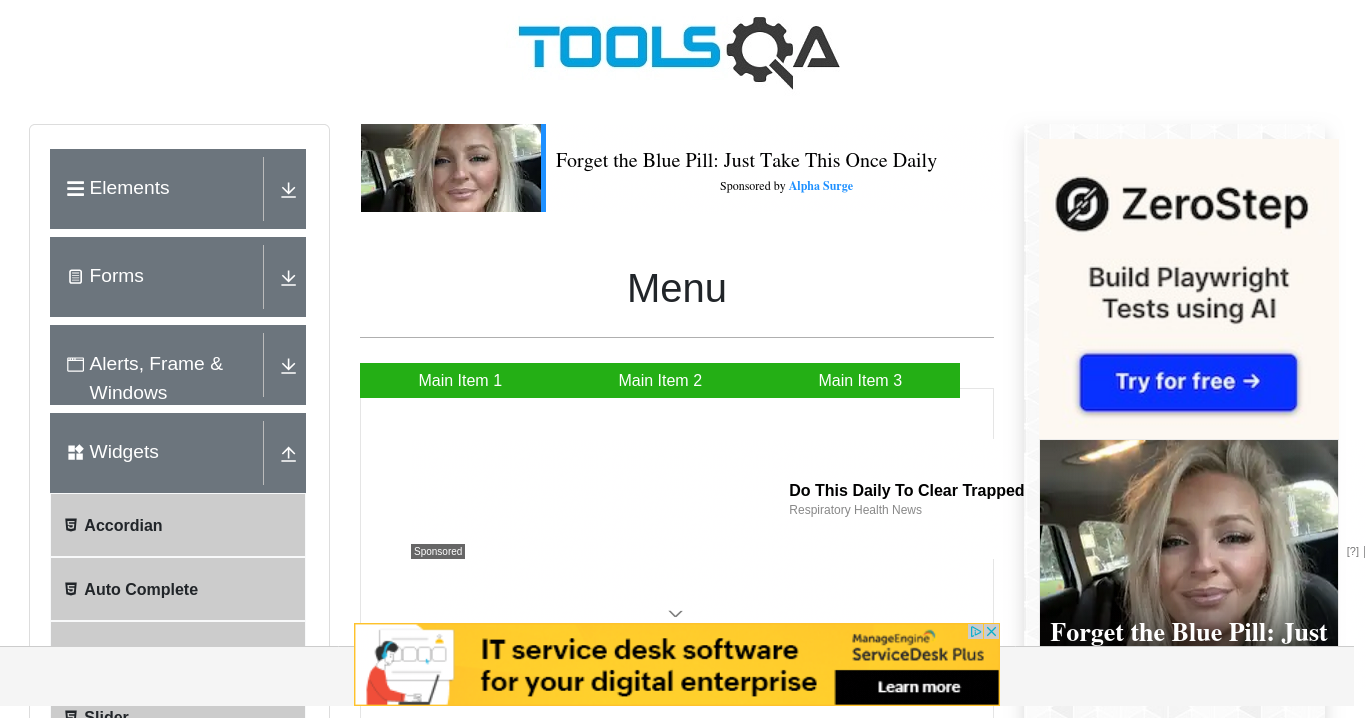 TOOLSQA
Elements
Forms
Alerts, Frame &
Windows
Widgets
Accordian
Auto Complete
Slider
Forget the Blue Pill: Just Take This Once Daily
Sponsored by Alpha Surge
Menu
Main Item 1
Main Item 2
Main Item 3
Do This Daily To Clear Trapped
Respiratory Health News
Sponsored
IT service desk software
for your digital enterprise
ManageEngine
ServiceDesk Plus
Learn more
ZeroStep
Build Playwright
Tests using AI
Try for free →
[?]
Forget the Blue Pill: Just